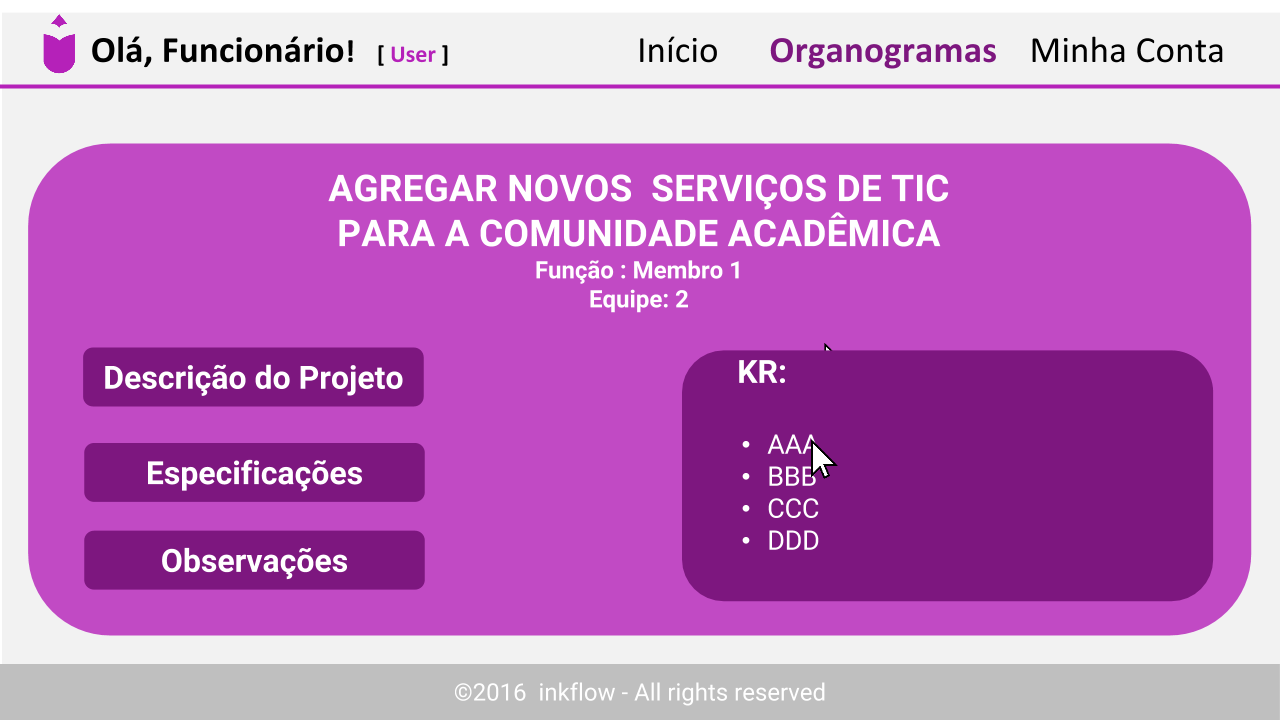 Olá, Funcionário! [ User ] Início Organogramas Minha Conta
AGREGAR NOVOS SERVIÇOS DE TIC
PARA A COMUNIDADE ACADÊMICA
Função : Membro 1
Equipe: 2
Descrição do Projeto
Especificações
Observações
KR:
• AAA
• BBB
• CCC
• DDD
©2016 inkflow - All rights reserved